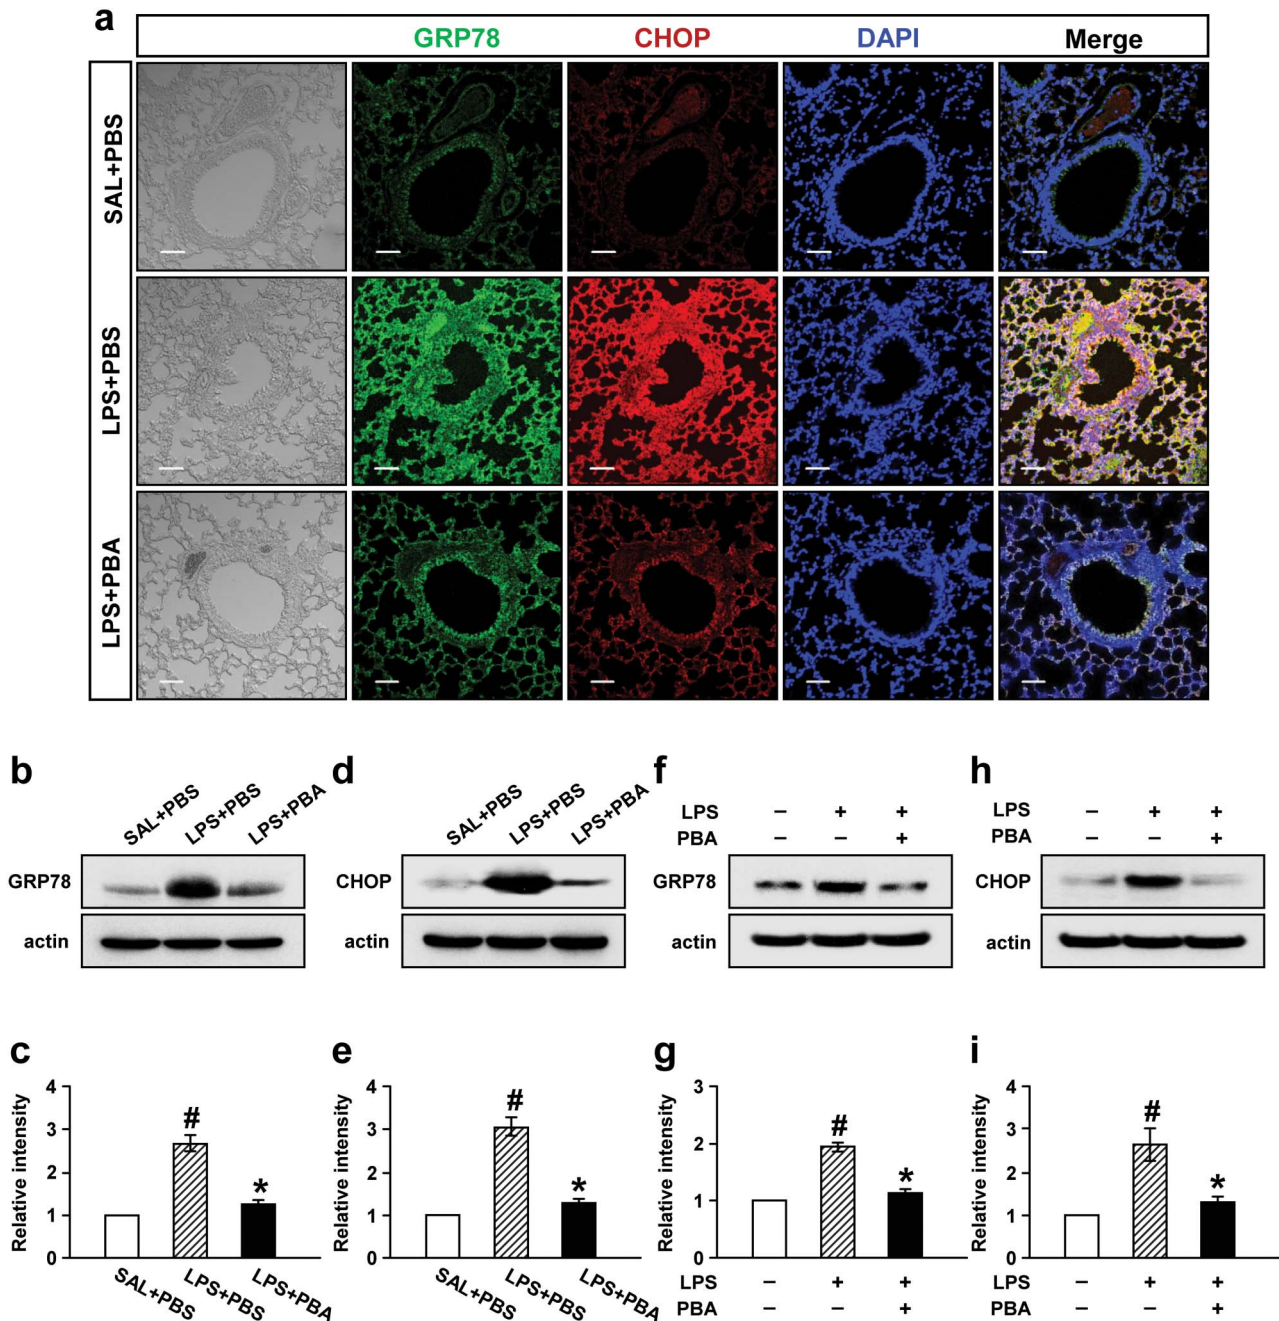 a
GRP78 CHOP DAPI Merge
SAL+PBS
LPS+PBS
LPS+PBA
b d f h
SAL+PBS LPS+PBS LPS+PBA
SAL+PBS LPS+PBS LPS+PBA
LPS – + +
PBA – – +
LPS – + +
PBA – – +
GRP78 CHOP GRP78 CHOP
actin actin actin actin
c e g i
Relative intensity
4
3
2
1
0
# *
SAL+PBS LPS+PBS LPS+PBA
Relative intensity
4
3
2
1
0
# *
SAL+PBS LPS+PBS LPS+PBA
Relative intensity
3
2
1
0
# *
LPS – + +
PBA – – +
Relative intensity
4
3
2
1
0
# *
LPS – + +
PBA – – +